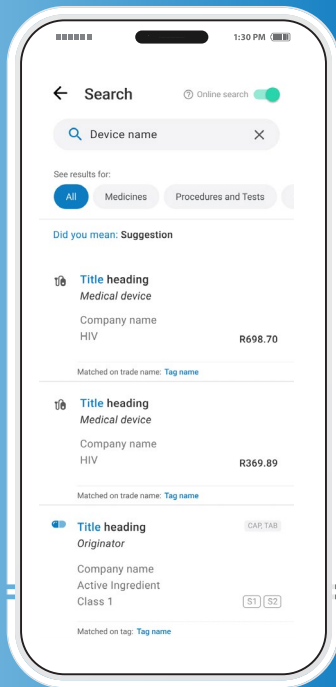 1:30 PM
Search
Online search
Device name
See results for:
All Medicines Procedures and Tests
Did you mean: Suggestion
Title heading
Medical device
Company name
HIV R698.70
Matched on trade name: Tag name
Title heading
Medical device
Company name
HIV R369.89
Matched on trade name: Tag name
Title heading CAP, TAB
Originator
Company name
Active Ingredient
Class 1 S1 S2
Matched on tag: Tag name